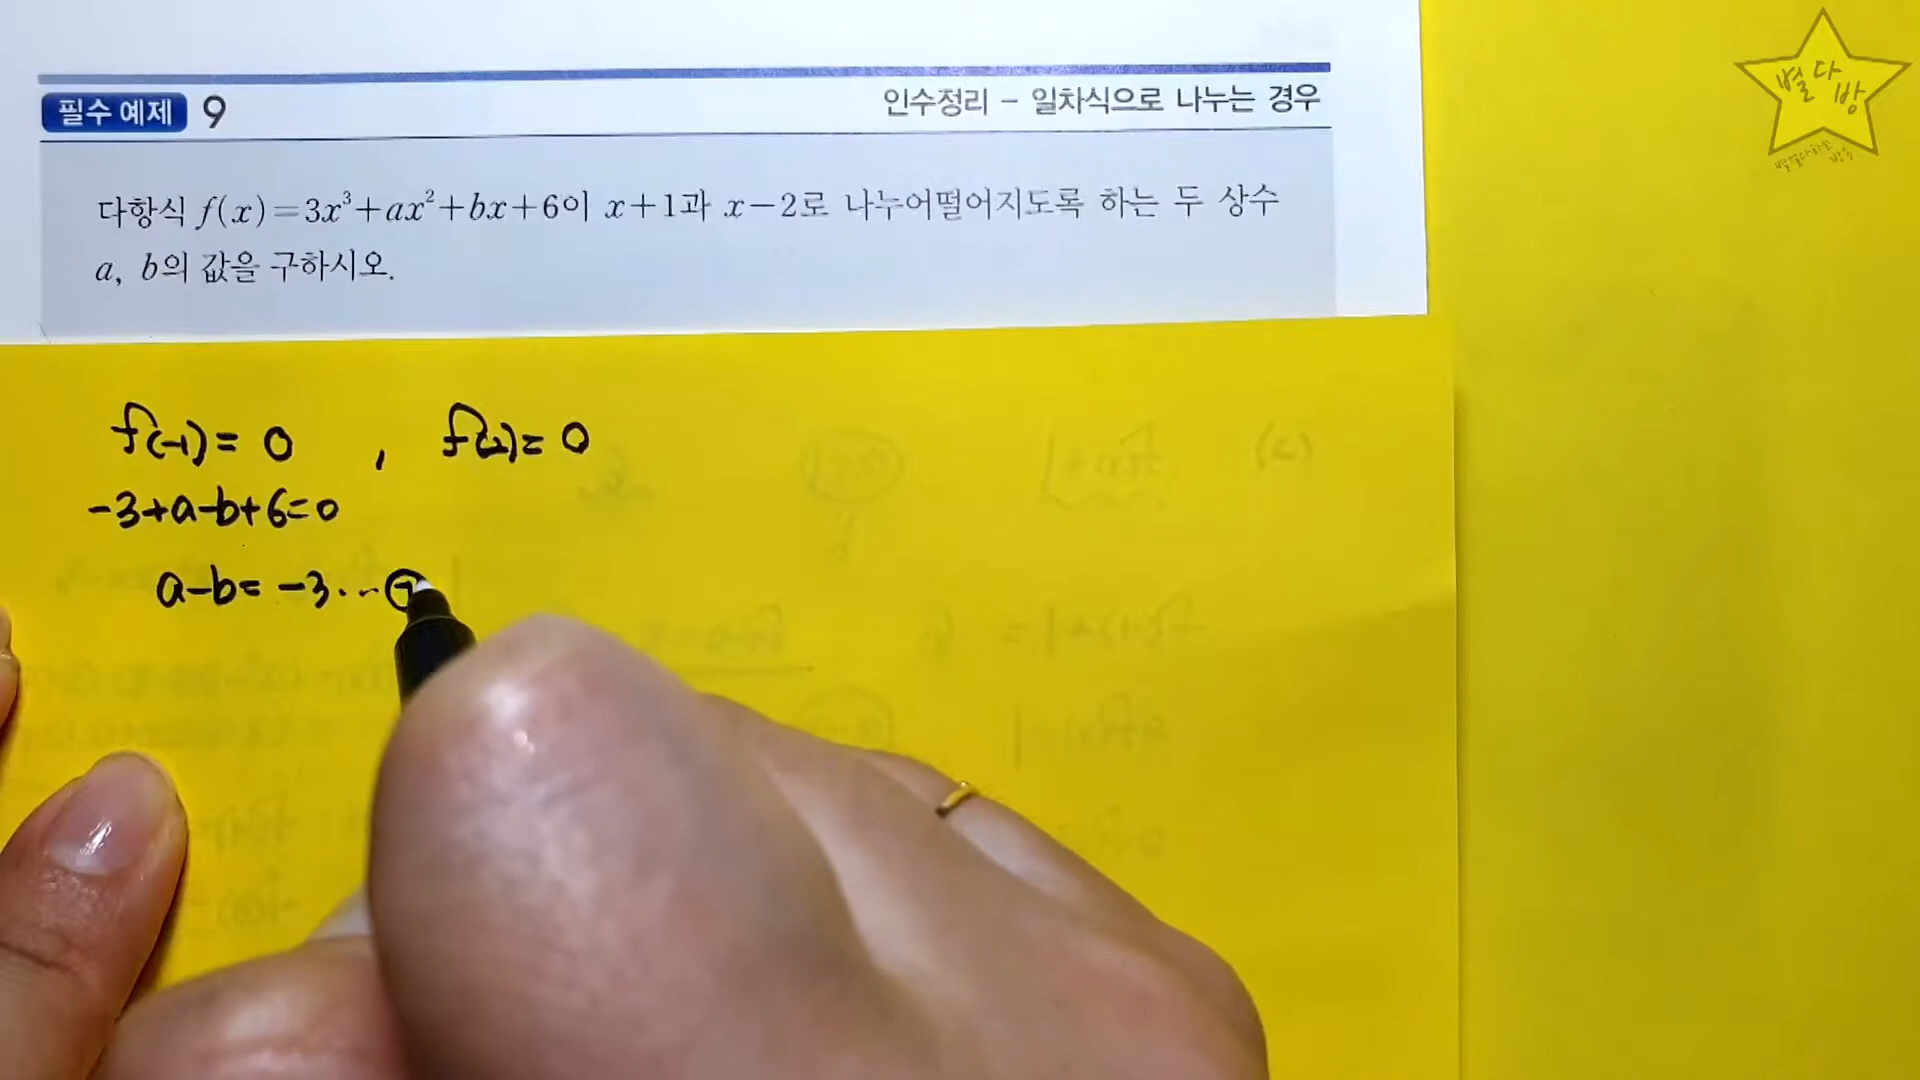 별다방
필수 예제 9
인수정리 – 일차식으로 나누는 경우
다항식 f(x)=3x³+ax²+bx+6이 x+1과 x−2로 나누어떨어지도록 하는 두 상수
a, b의 값을 구하시오.
f(-1)= 0 , f(2)= 0
-3+a-b+6=0
a-b= -3 ...